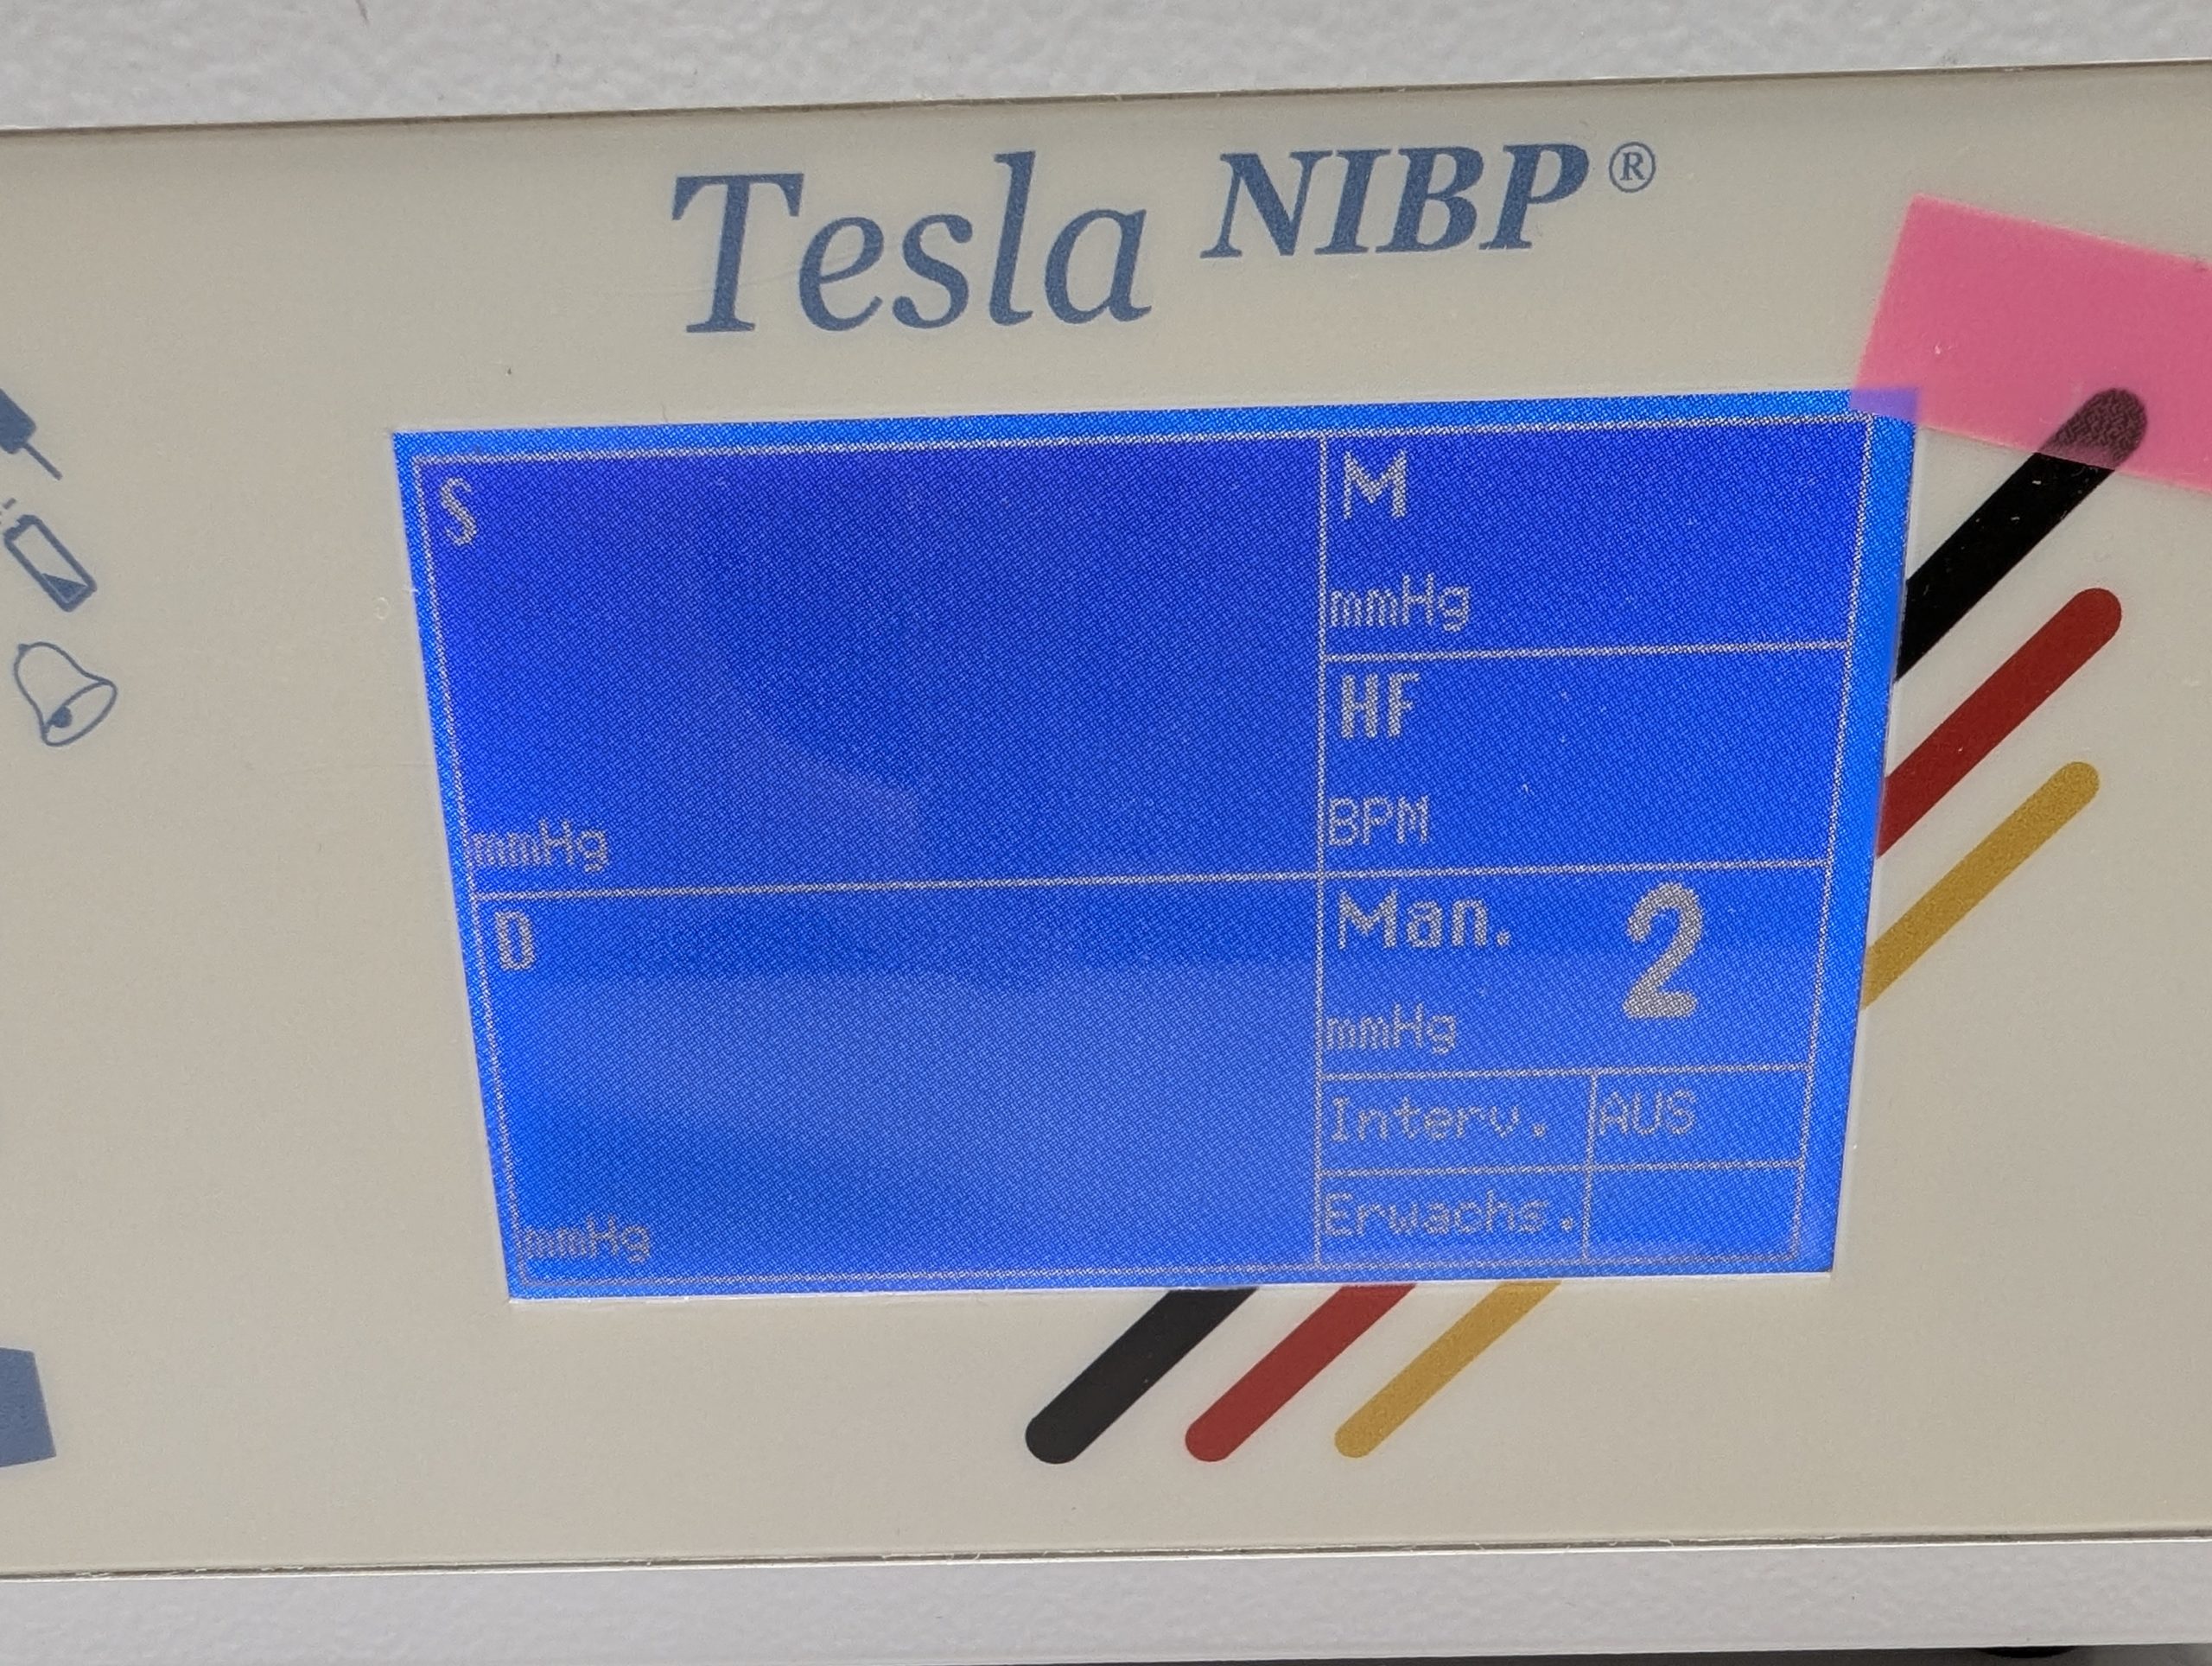 Tesla NIBP®
S
mmHg
D
mmHg
M
mmHg
HF
BPM
Man. 2
mmHg
Interv. AUS
Erwachs.